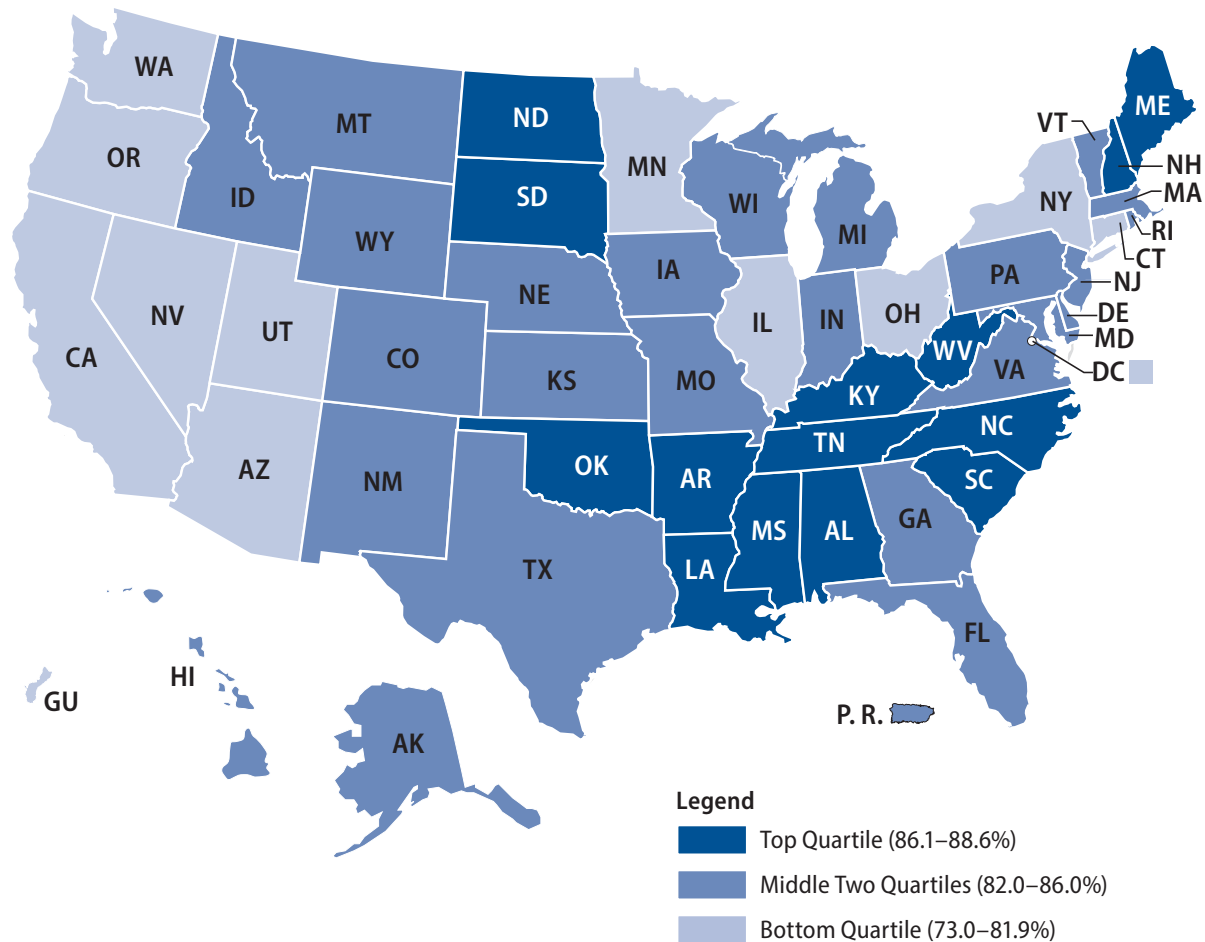 WA
MT
ND
ME
VT
OR
MN
NH
ID
SD
WI
NY
MA
WY
MI
RI
IA
CT
PA
NJ
NE
NV
UT
IL
IN
OH
DE
MD
CA
CO
WV
VA
DC
KS
MO
KY
NC
TN
AZ
NM
OK
AR
SC
GA
MS
AL
TX
LA
FL
HI
GU
P. R.
AK
Legend
Top Quartile (86.1–88.6%)
Middle Two Quartiles (82.0–86.0%)
Bottom Quartile (73.0–81.9%)